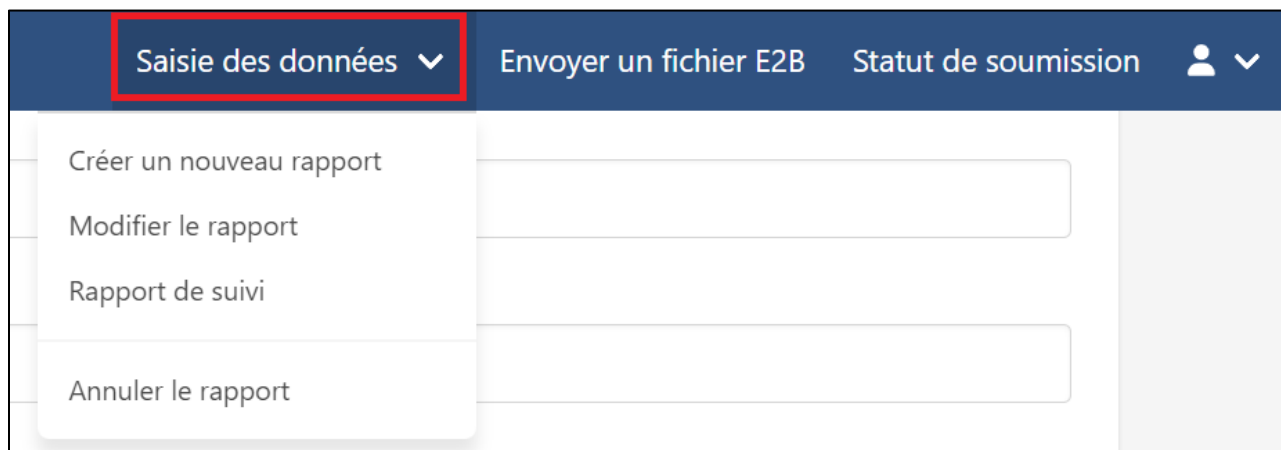 Saisie des données Envoyer un fichier E2B Statut de soumission
Créer un nouveau rapport
Modifier le rapport
Rapport de suivi
Annuler le rapport